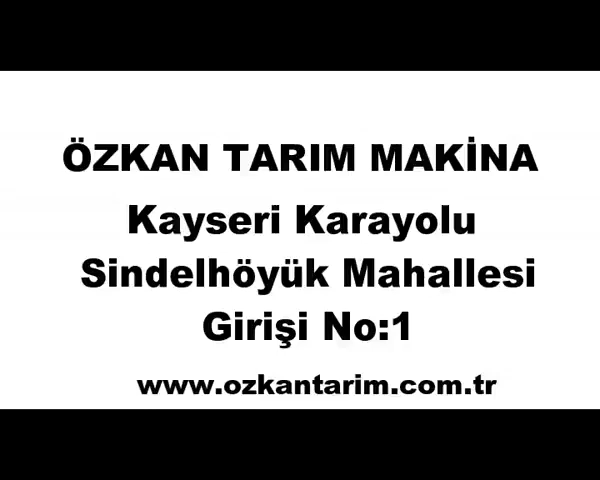 ÖZKAN TARIM MAKİNA
Kayseri Karayolu
Sindelhöyük Mahallesi
Girişi No:1
www.ozkantarim.com.tr